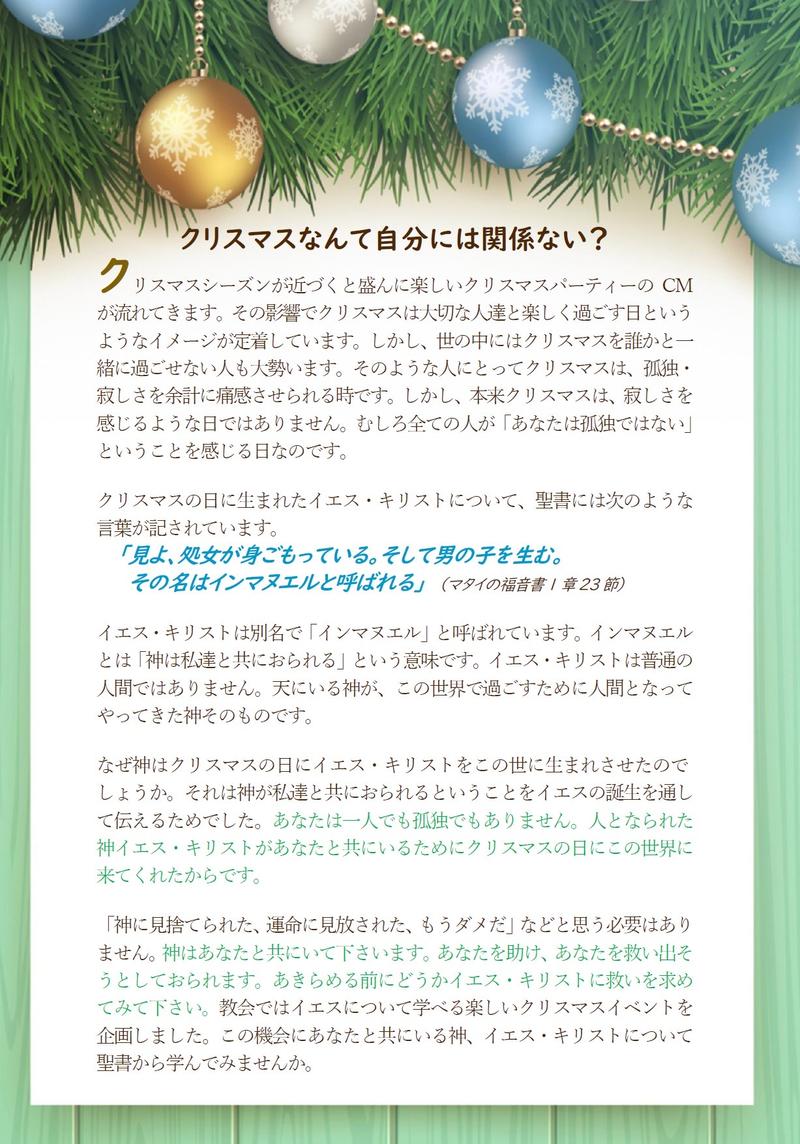 クリスマスなんて自分には関係ない？
クリスマスシーズンが近づくと盛んに楽しいクリスマスパーティーの CM
が流れてきます。その影響でクリスマスは大切な人達と楽しく過ごす日という
ようなイメージが定着しています。しかし、世の中にはクリスマスを誰かと一
緒に過ごせない人も大勢います。そのような人にとってクリスマスは、孤独・
寂しさを余計に痛感させられる時です。しかし、本来クリスマスは、寂しさを
感じるような日ではありません。むしろ全ての人が「あなたは孤独ではない」
ということを感じる日なのです。
クリスマスの日に生まれたイエス・キリストについて、聖書には次のような
言葉が記されています。
「見よ、処女が身ごもっている。そして男の子を生む。
その名はインマヌエルと呼ばれる」（マタイの福音書１章 23 節）
イエス・キリストは別名で「インマヌエル」と呼ばれています。インマヌエル
とは「神は私達と共におられる」という意味です。イエス・キリストは普通の
人間ではありません。天にいる神が、この世界で過ごすために人間となって
やってきた神そのものです。
なぜ神はクリスマスの日にイエス・キリストをこの世に生まれさせたので
しょうか。それは神が私達と共におられるということをイエスの誕生を通し
て伝えるためでした。あなたは一人でも孤独でもありません。人となられた
神イエス・キリストがあなたと共にいるためにクリスマスの日にこの世界に
来てくれたからです。
「神に見捨てられた、運命に見放された、もうダメだ」などと思う必要はあり
ません。神はあなたと共にいて下さいます。あなたを助け、あなたを救い出そ
うとしておられます。あきらめる前にどうかイエス・キリストに救いを求め
てみて下さい。教会ではイエスについて学べる楽しいクリスマスイベントを
企画しました。この機会にあなたと共にいる神、イエス・キリストについて
聖書から学んでみませんか。